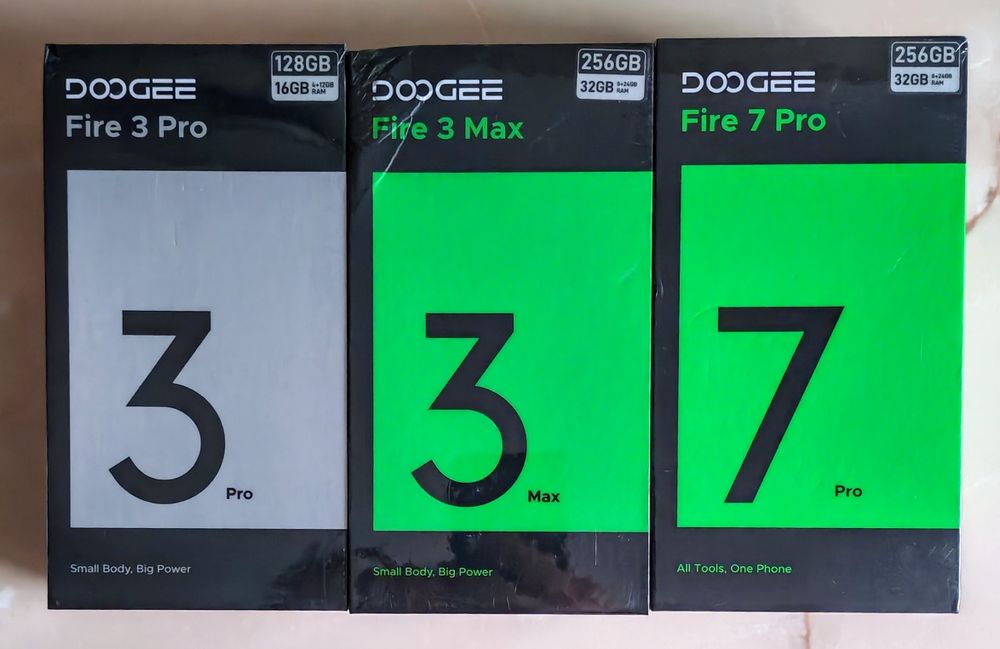 DOOGEE
128GB
16GB 4+12GB RAM
Fire 3 Pro
3 Pro
Small Body, Big Power
DOOGEE
256GB
32GB 8+24GB RAM
Fire 3 Max
3 Max
Small Body, Big Power
DOOGEE
256GB
32GB 8+24GB RAM
Fire 7 Pro
7 Pro
All Tools, One Phone